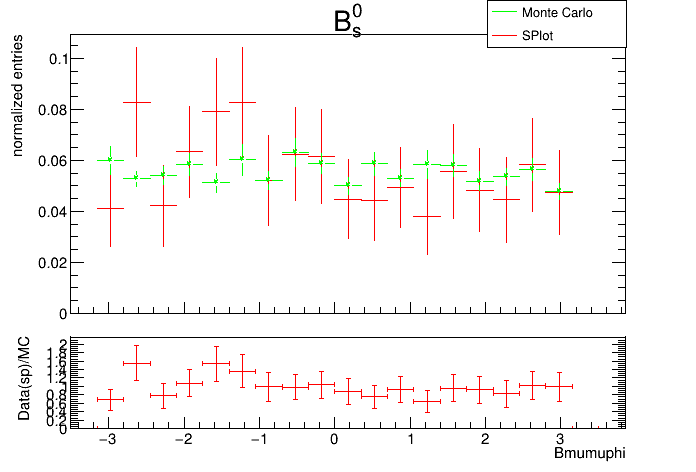 B⁰ₛ
Monte Carlo
SPlot
normalized entries
0.1
0.08
0.06
0.04
0.02
0
Data(sp)/MC
2
1.8
1.6
1.4
1.2
1.0
0.8
0.6
0.4
0.2
0
−3 −2 −1 0 1 2 3
Bmumuphi